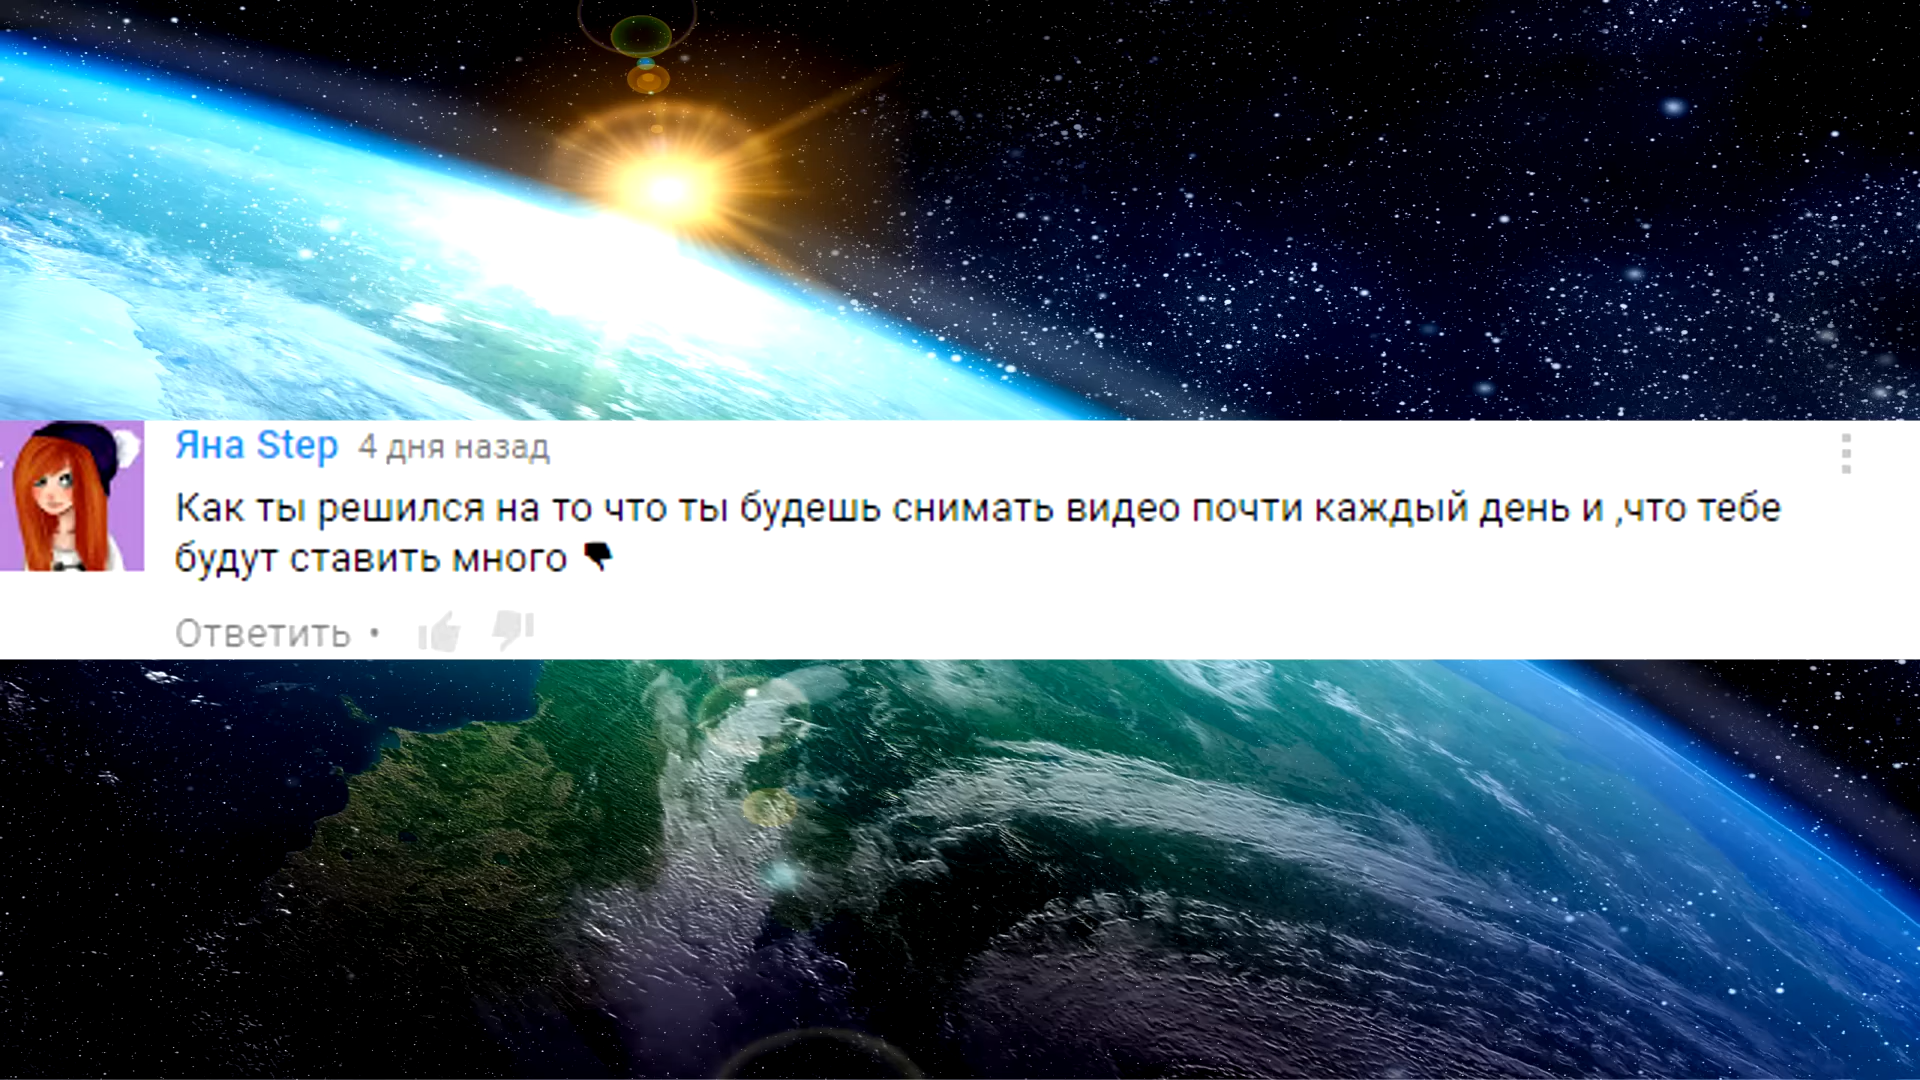 Яна Step 4 дня назад
Как ты решился на то что ты будешь снимать видео почти каждый день и ,что тебе
будут ставить много 👎
Ответить •